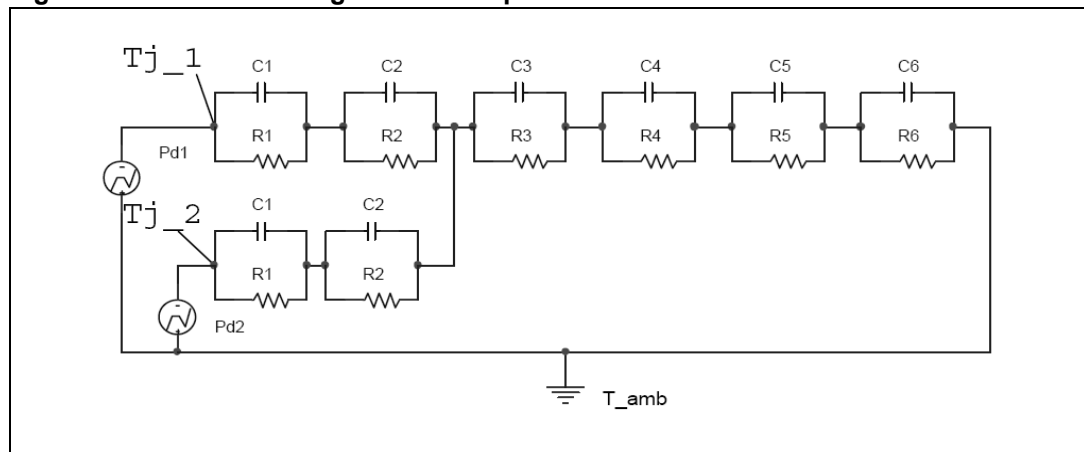 Tj_1
C1 C2 C3 C4 C5 C6
R1 R2 R3 R4 R5 R6
Pd1
Tj_2
C1 C2
R1 R2
Pd2
T_amb